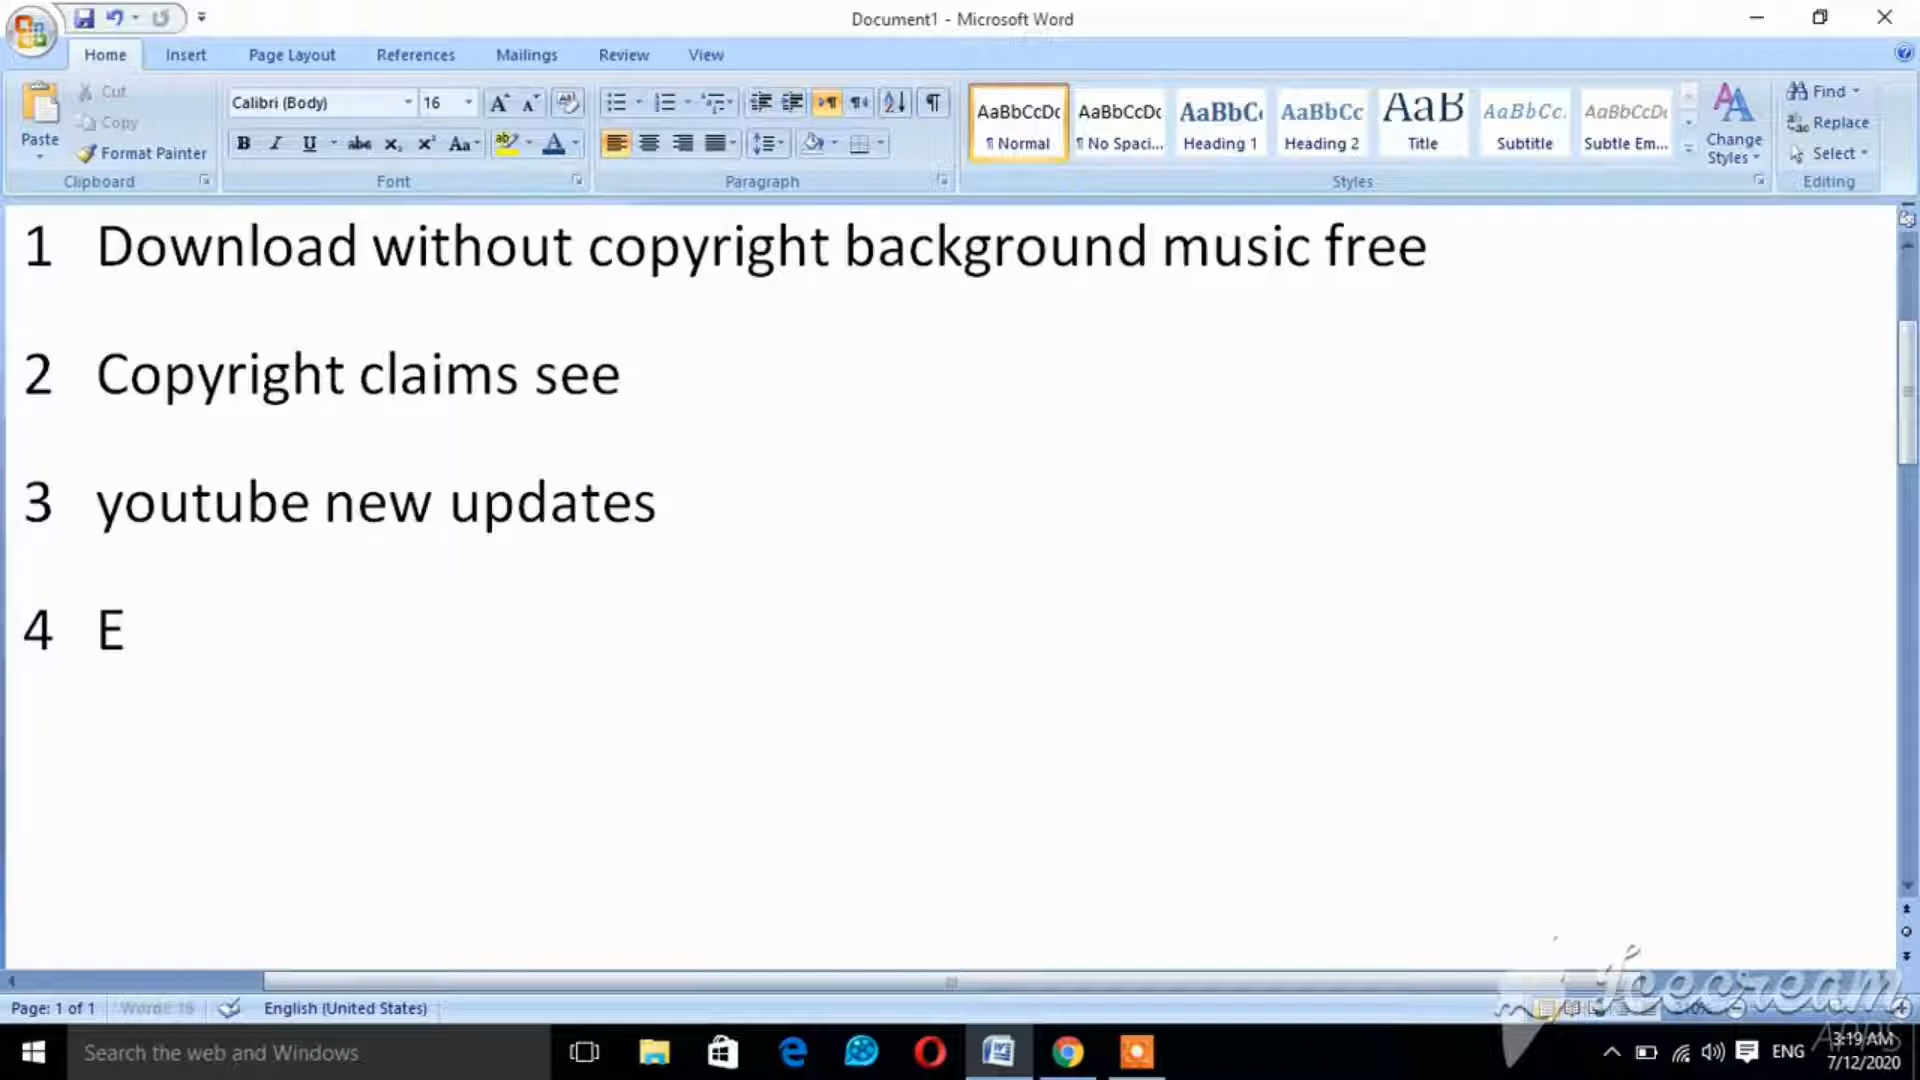 Document1 - Microsoft Word
Home Insert Page Layout References Mailings Review View
Cut
Copy
Paste
Format Painter
Clipboard
Calibri (Body) 16
Font
Paragraph
AaBbCcDc AaBbCcDc AaBbC AaBbCc AaB AaBbCc. AaBbCcDc
¶ Normal ¶ No Spaci... Heading 1 Heading 2 Title Subtitle Subtle Em...
Change
Styles
Styles
Find
Replace
Select
Editing
1 Download without copyright background music free
2 Copyright claims see
3 youtube new updates
4 E
Page: 1 of 1 English (United States)
Icecream
APPS
Search the web and Windows
ENG
3:19 AM
7/12/2020